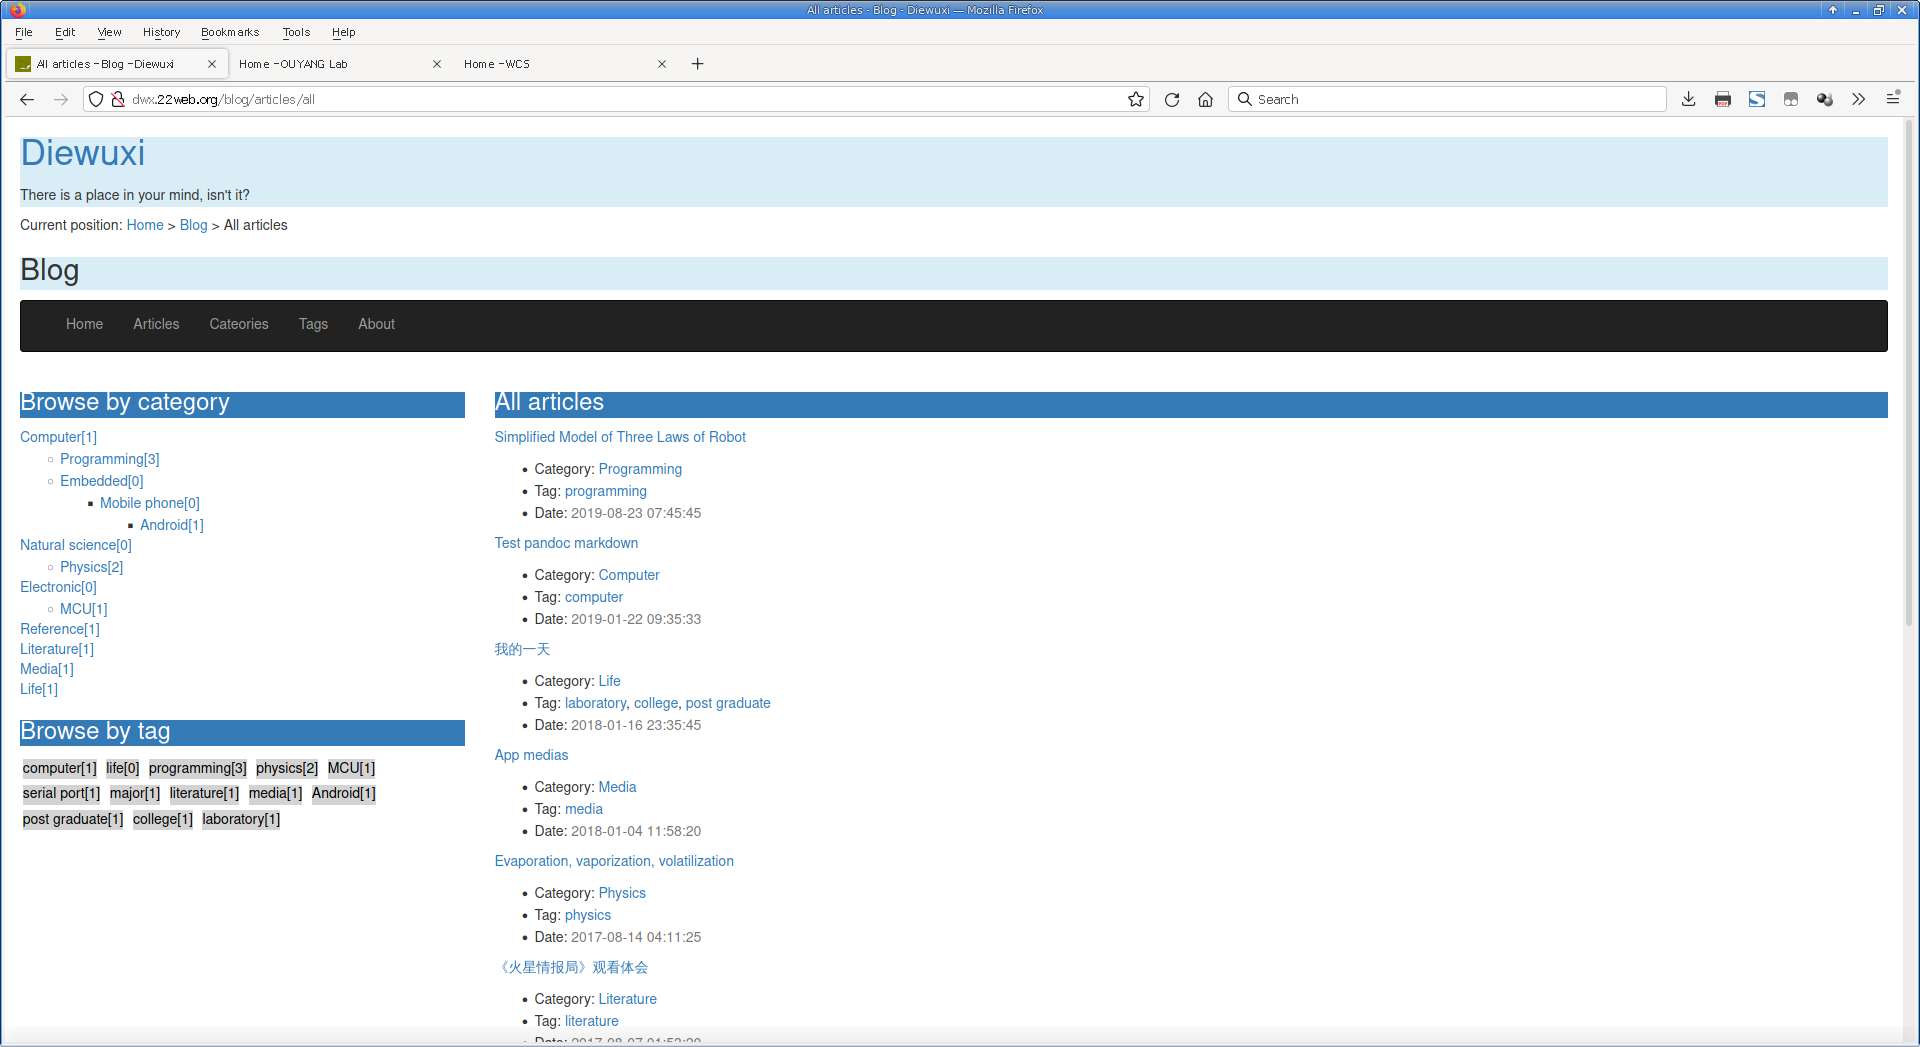 All articles - Blog - Diewuxi — Mozilla Firefox
File Edit View History Bookmarks Tools Help
All articles – Blog – Diewuxi
Home – OUYANG Lab
Home – WCS
dwx.22web.org/blog/articles/all
Search
Diewuxi
There is a place in your mind, isn't it?
Current position: Home > Blog > All articles
Blog
Home Articles Cateories Tags About
Browse by category
Computer[1]
Programming[3]
Embedded[0]
Mobile phone[0]
Android[1]
Natural science[0]
Physics[2]
Electronic[0]
MCU[1]
Reference[1]
Literature[1]
Media[1]
Life[1]
Browse by tag
computer[1] life[0] programming[3] physics[2] MCU[1]
serial port[1] major[1] literature[1] media[1] Android[1]
post graduate[1] college[1] laboratory[1]
All articles
Simplified Model of Three Laws of Robot
Category: Programming
Tag: programming
Date: 2019-08-23 07:45:45
Test pandoc markdown
Category: Computer
Tag: computer
Date: 2019-01-22 09:35:33
我的一天
Category: Life
Tag: laboratory, college, post graduate
Date: 2018-01-16 23:35:45
App medias
Category: Media
Tag: media
Date: 2018-01-04 11:58:20
Evaporation, vaporization, volatilization
Category: Physics
Tag: physics
Date: 2017-08-14 04:11:25
《火星情报局》观看体会
Category: Literature
Tag: literature